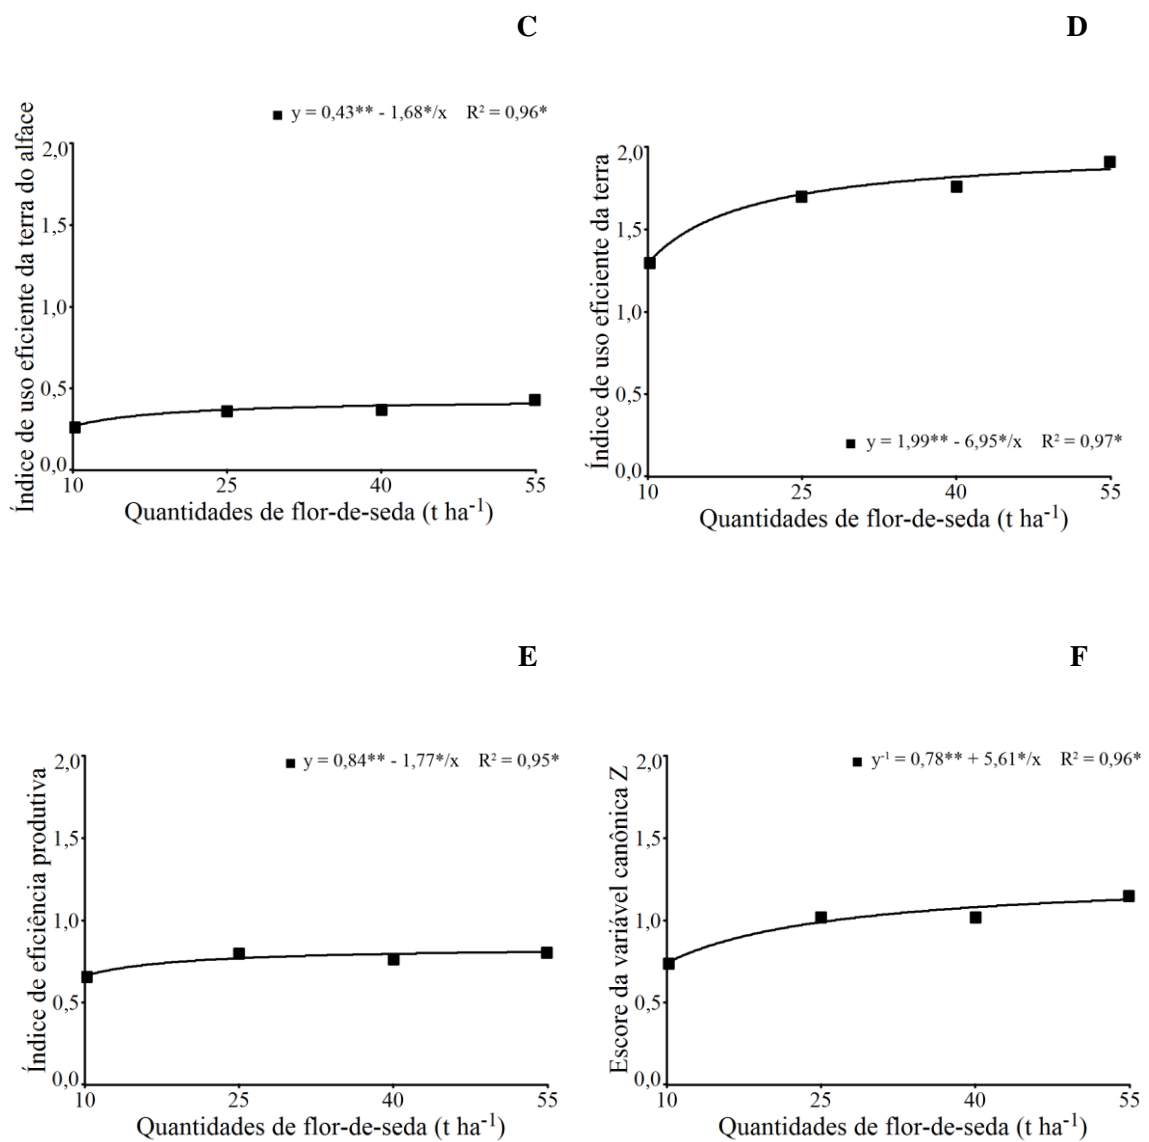 C
y = 0,43** - 1,68*/x R² = 0,96*
Índice de uso eficiente da terra do alface
2,0
1,5
1,0
0,5
0,0
10 25 40 55
Quantidades de flor-de-seda (t ha⁻¹)
D
Índice de uso eficiente da terra
2,0
1,5
1,0
0,5
0,0
y = 1,99** - 6,95*/x R² = 0,97*
10 25 40 55
Quantidades de flor-de-seda (t ha⁻¹)
E
y = 0,84** - 1,77*/x R² = 0,95*
Índice de eficiência produtiva
2,0
1,5
1,0
0,5
0,0
10 25 40 55
Quantidades de flor-de-seda (t ha⁻¹)
F
y⁻¹ = 0,78** + 5,61*/x R² = 0,96*
Escore da variável canônica Z
2,0
1,5
1,0
0,5
0,0
10 25 40 55
Quantidades de flor-de-seda (t ha⁻¹)